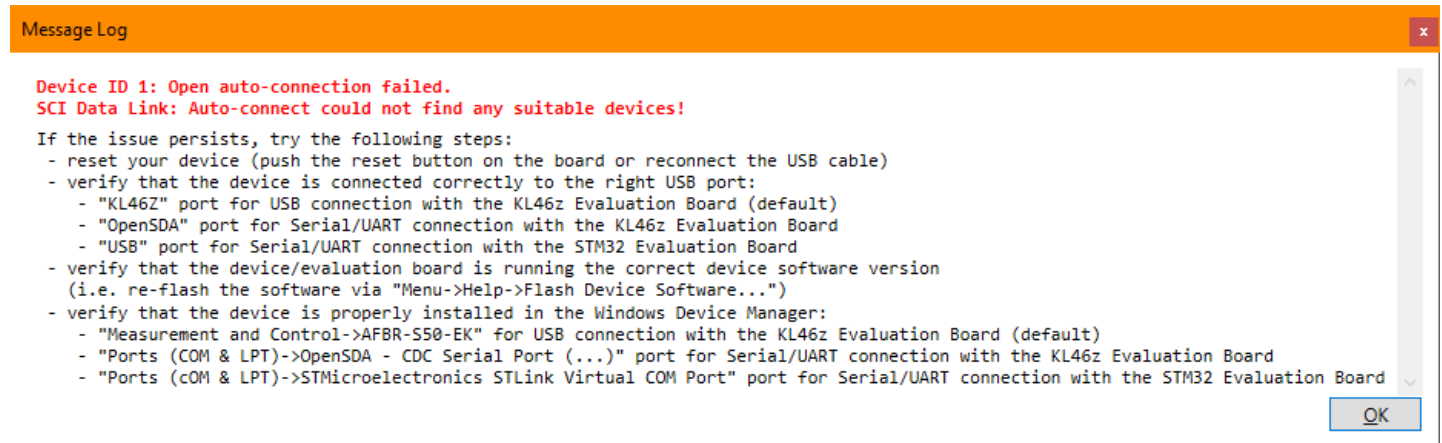 Message Log
x
Device ID 1: Open auto-connection failed.
SCI Data Link: Auto-connect could not find any suitable devices!
If the issue persists, try the following steps:
- reset your device (push the reset button on the board or reconnect the USB cable)
- verify that the device is connected correctly to the right USB port:
- "KL46Z" port for USB connection with the KL46z Evaluation Board (default)
- "OpenSDA" port for Serial/UART connection with the KL46z Evaluation Board
- "USB" port for Serial/UART connection with the STM32 Evaluation Board
- verify that the device/evaluation board is running the correct device software version
(i.e. re-flash the software via "Menu->Help->Flash Device Software...")
- verify that the device is properly installed in the Windows Device Manager:
- "Measurement and Control->AFBR-S50-EK" for USB connection with the KL46z Evaluation Board (default)
- "Ports (COM & LPT)->OpenSDA - CDC Serial Port (...)" port for Serial/UART connection with the KL46z Evaluation Board
- "Ports (cOM & LPT)->STMicroelectronics STLink Virtual COM Port" port for Serial/UART connection with the STM32 Evaluation Board
OK